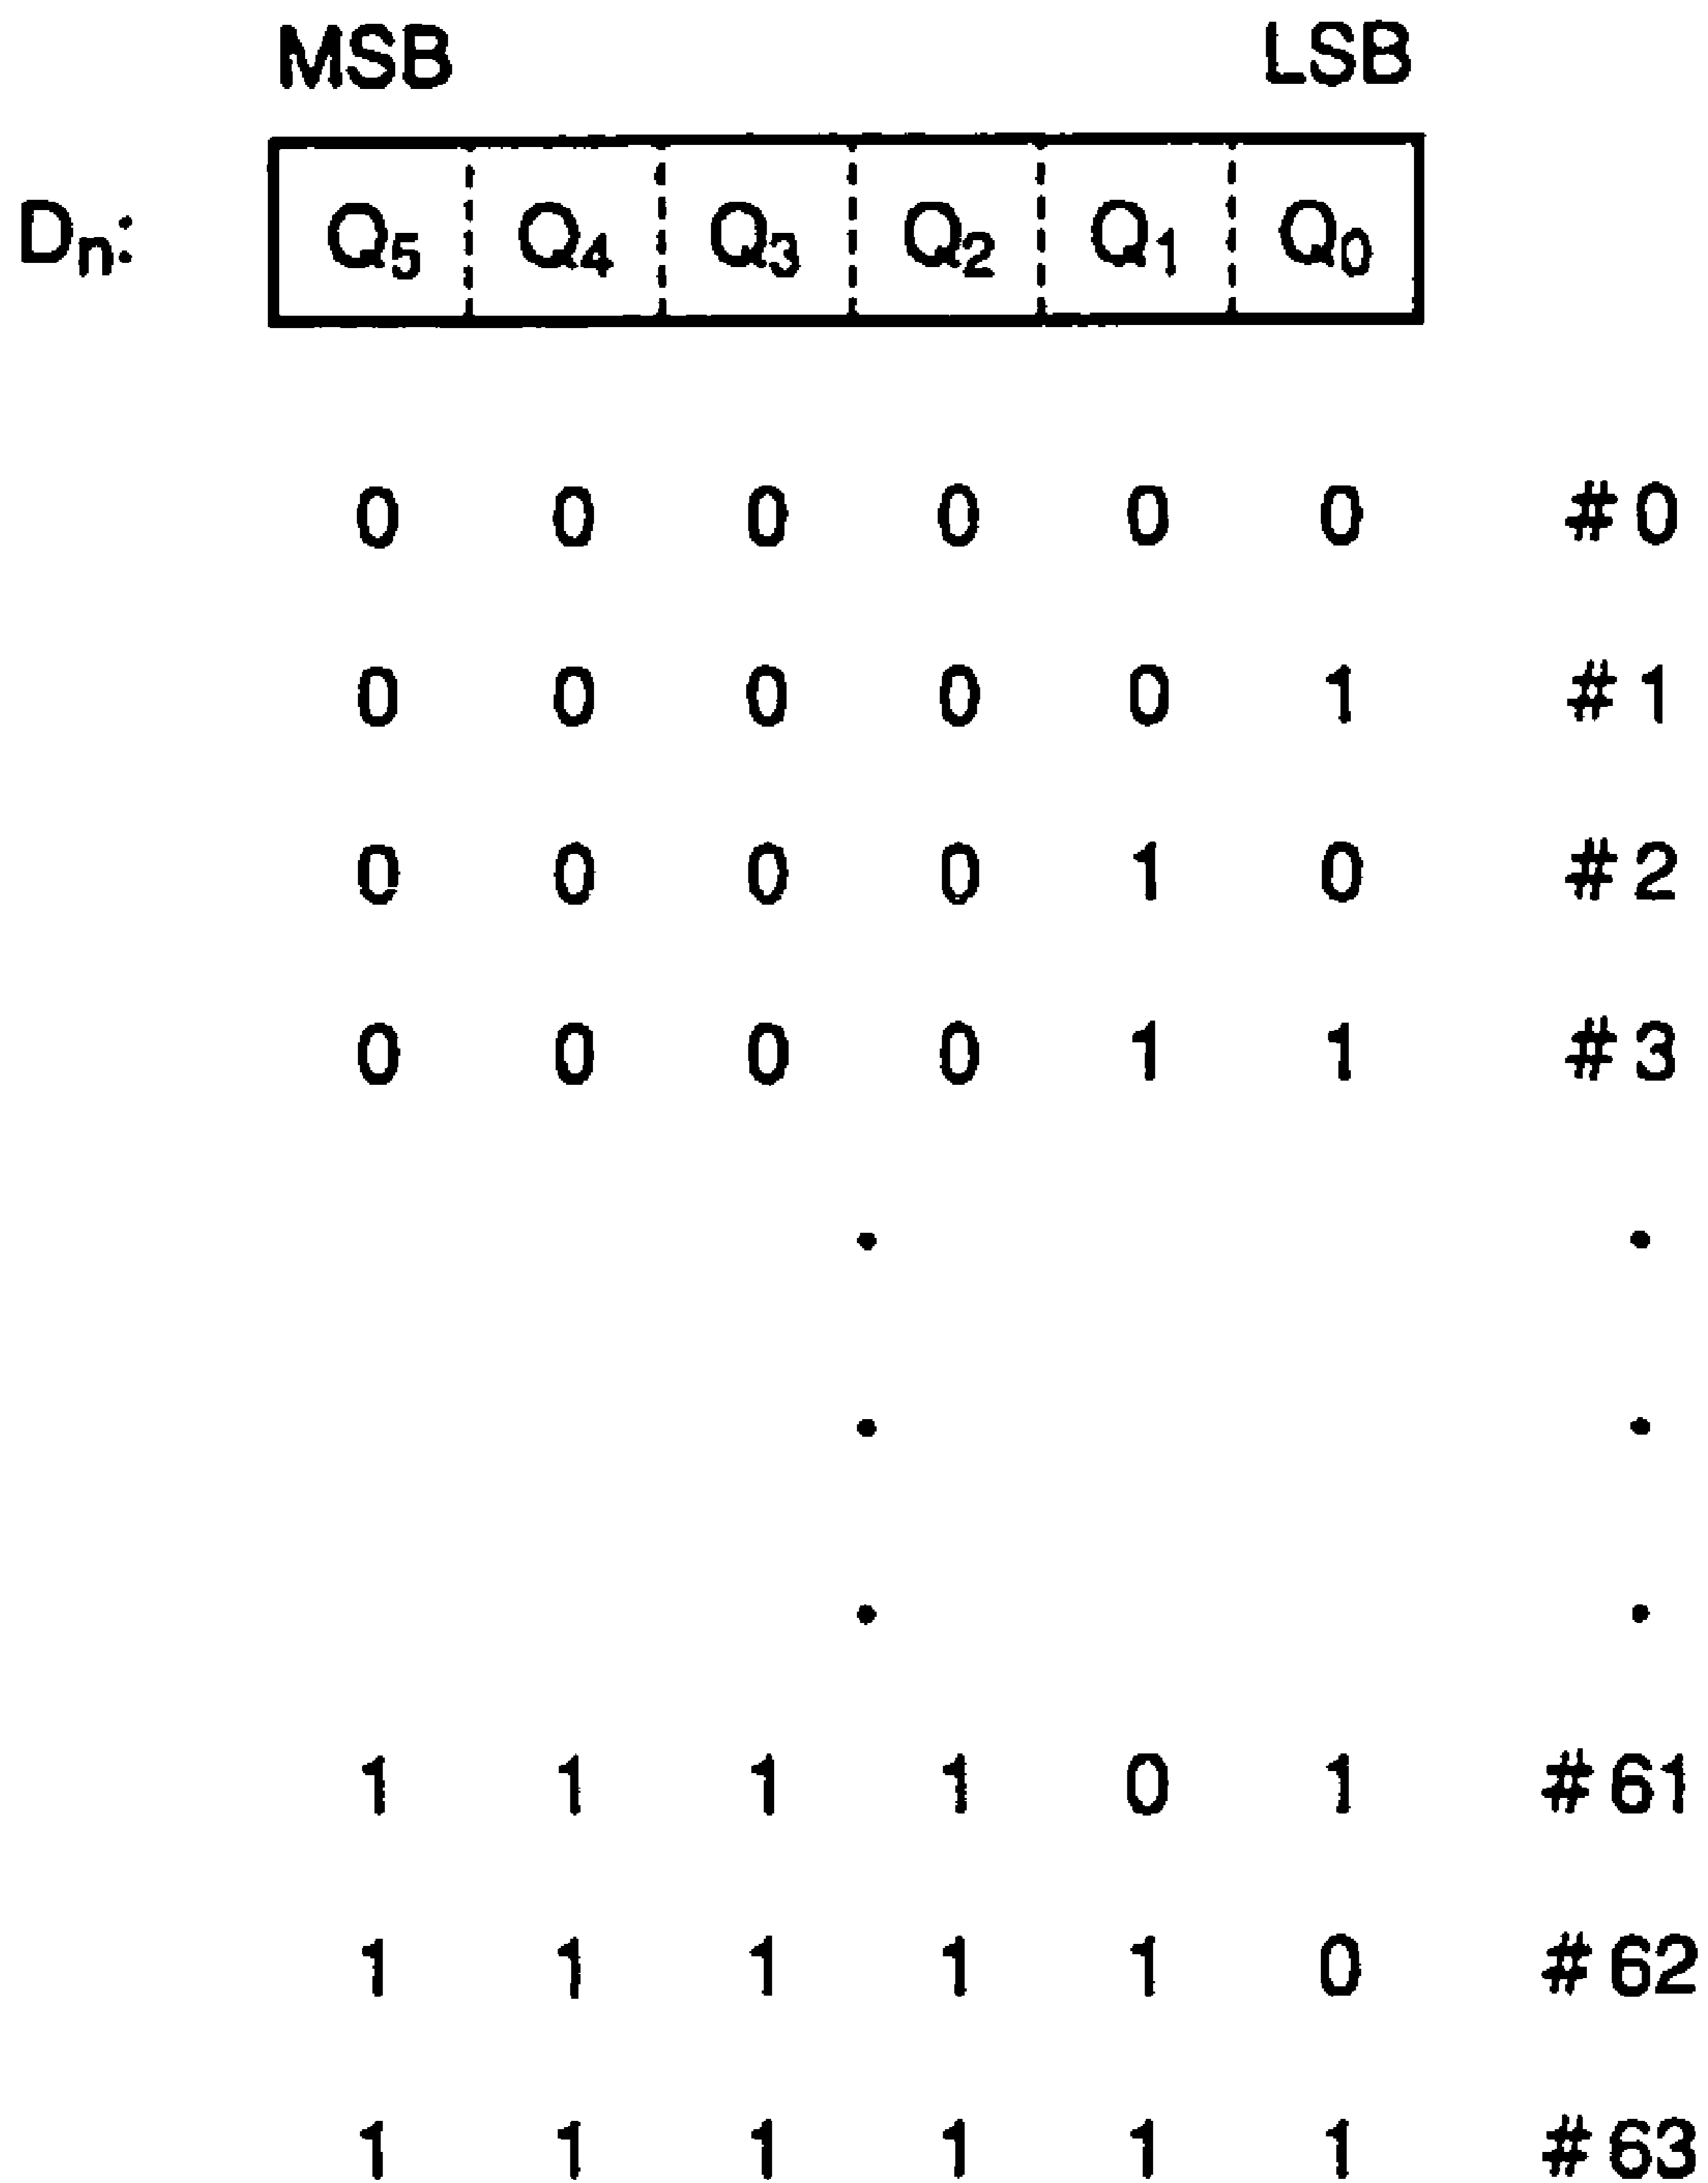 MSB LSB
Dn: Q5 Q4 Q3 Q2 Q1 Q0
0 0 0 0 0 0 #0
0 0 0 0 0 1 #1
0 0 0 0 1 0 #2
0 0 0 0 1 1 #3
1 1 1 1 0 1 #61
1 1 1 1 1 0 #62
1 1 1 1 1 1 #63